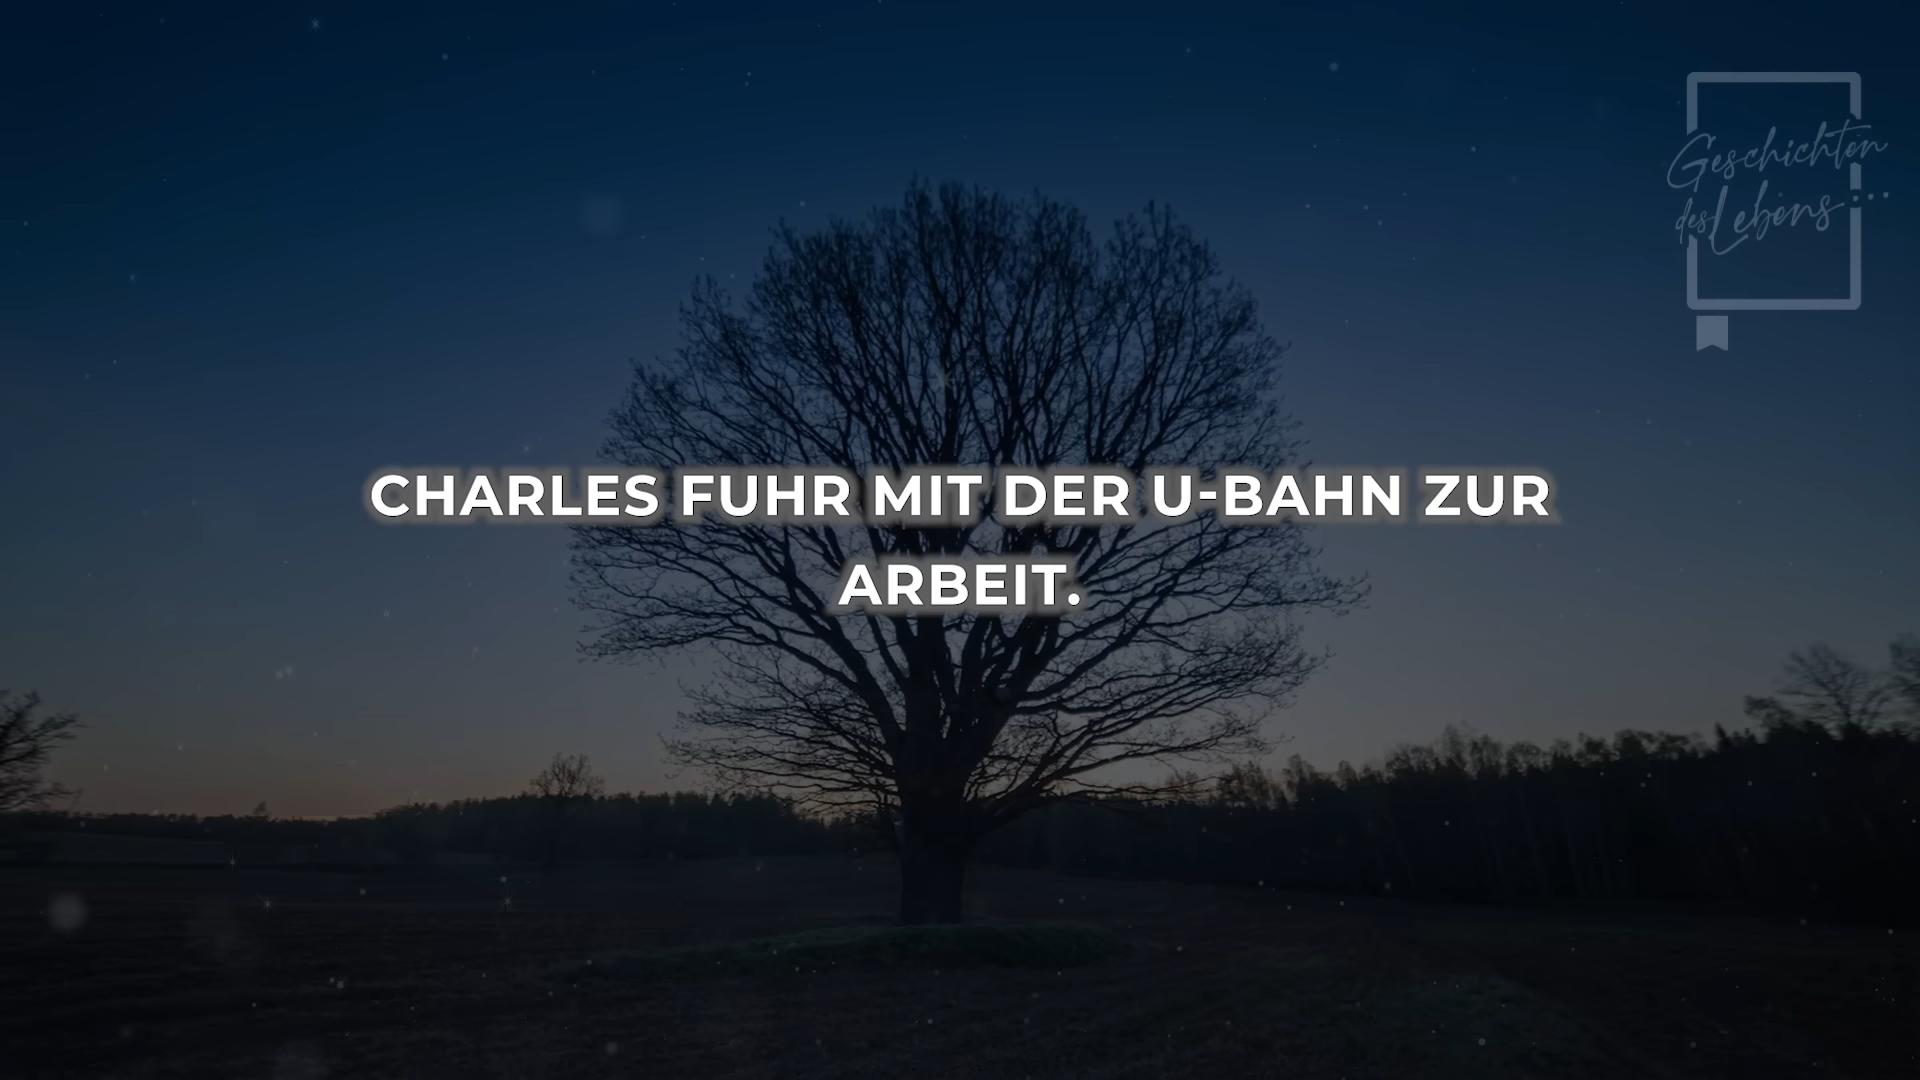 Geschichten
des Lebens...
CHARLES FUHR MIT DER U-BAHN ZUR
ARBEIT.